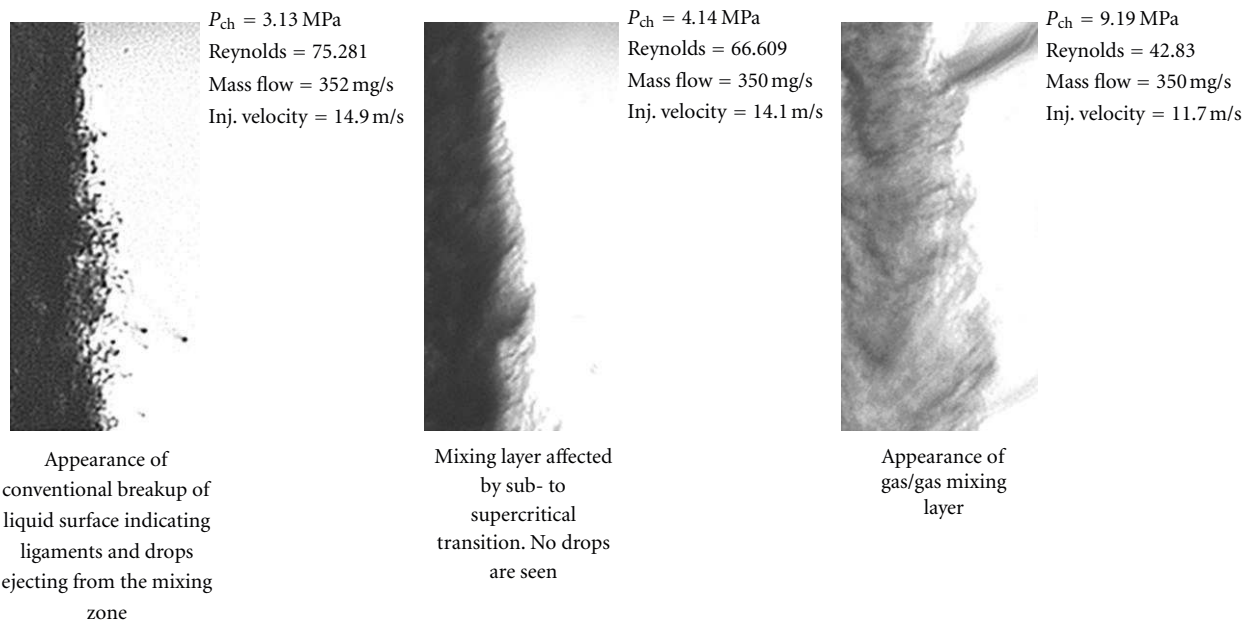 P_ch = 3.13 MPa
Reynolds = 75.281
Mass flow = 352 mg/s
Inj. velocity = 14.9 m/s
Appearance of
conventional breakup of
liquid surface indicating
ligaments and drops
ejecting from the mixing
zone
P_ch = 4.14 MPa
Reynolds = 66.609
Mass flow = 350 mg/s
Inj. velocity = 14.1 m/s
Mixing layer affected
by sub- to
supercritical
transition. No drops
are seen
P_ch = 9.19 MPa
Reynolds = 42.83
Mass flow = 350 mg/s
Inj. velocity = 11.7 m/s
Appearance of
gas/gas mixing
layer